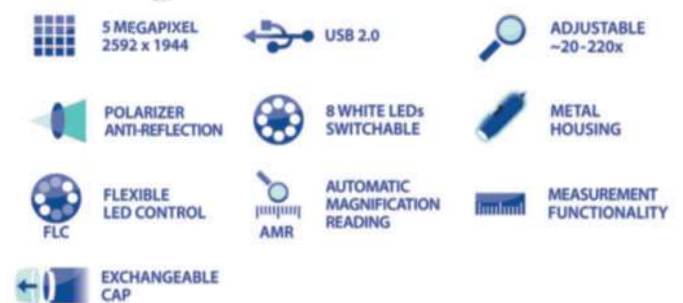 5 MEGAPIXEL
2592 x 1944
USB 2.0
ADJUSTABLE
~20-220x
POLARIZER
ANTI-REFLECTION
8 WHITE LEDs
SWITCHABLE
METAL
HOUSING
FLC
FLEXIBLE
LED CONTROL
AMR
AUTOMATIC
MAGNIFICATION
READING
MEASUREMENT
FUNCTIONALITY
EXCHANGEABLE
CAP